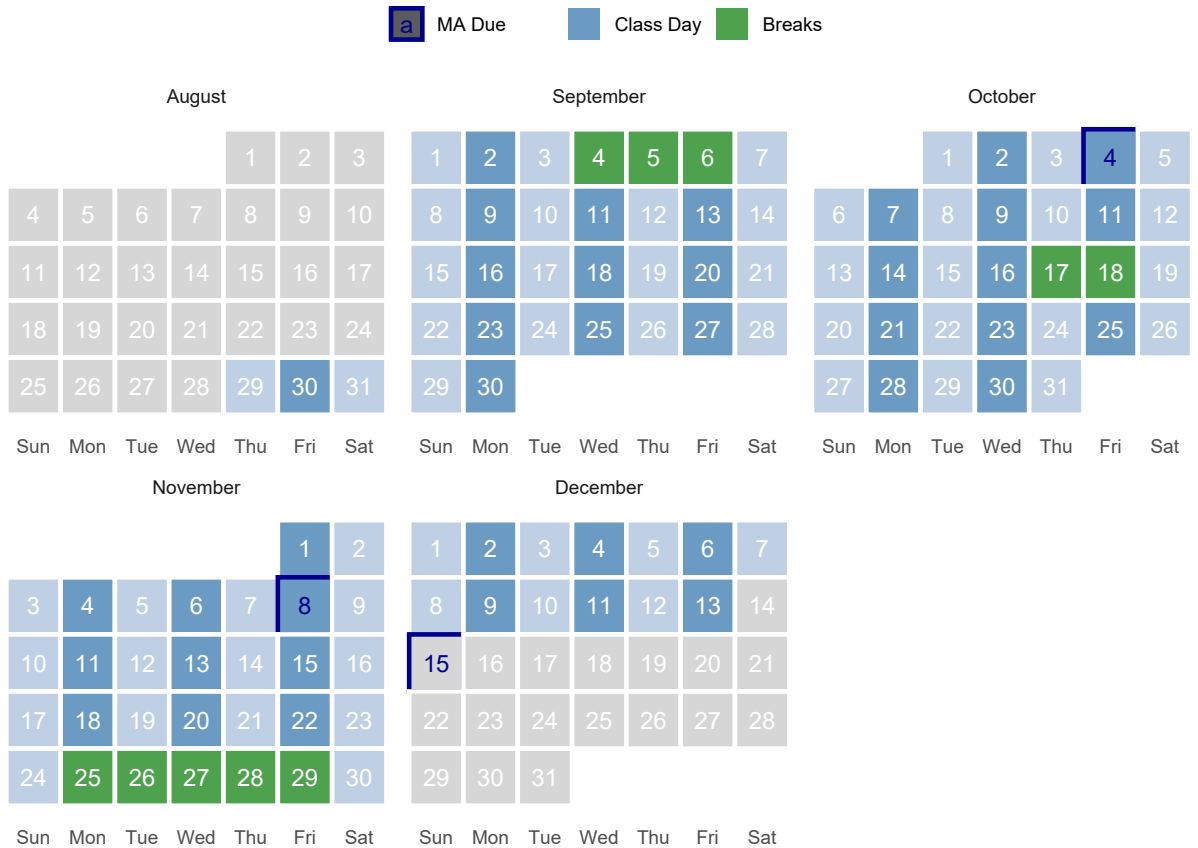 a MA Due Class Day Breaks
August September October
1 2 3 1 2 3 4 5 6 7 1 2 3 4 5
4 5 6 7 8 9 10 8 9 10 11 12 13 14 6 7 8 9 10 11 12
11 12 13 14 15 16 17 15 16 17 18 19 20 21 13 14 15 16 17 18 19
18 19 20 21 22 23 24 22 23 24 25 26 27 28 20 21 22 23 24 25 26
25 26 27 28 29 30 31 29 30 27 28 29 30 31
Sun Mon Tue Wed Thu Fri Sat Sun Mon Tue Wed Thu Fri Sat Sun Mon Tue Wed Thu Fri Sat
November December
1 2 1 2 3 4 5 6 7
3 4 5 6 7 8 9 8 9 10 11 12 13 14
10 11 12 13 14 15 16 15 16 17 18 19 20 21
17 18 19 20 21 22 23 22 23 24 25 26 27 28
24 25 26 27 28 29 30 29 30 31
Sun Mon Tue Wed Thu Fri Sat Sun Mon Tue Wed Thu Fri Sat